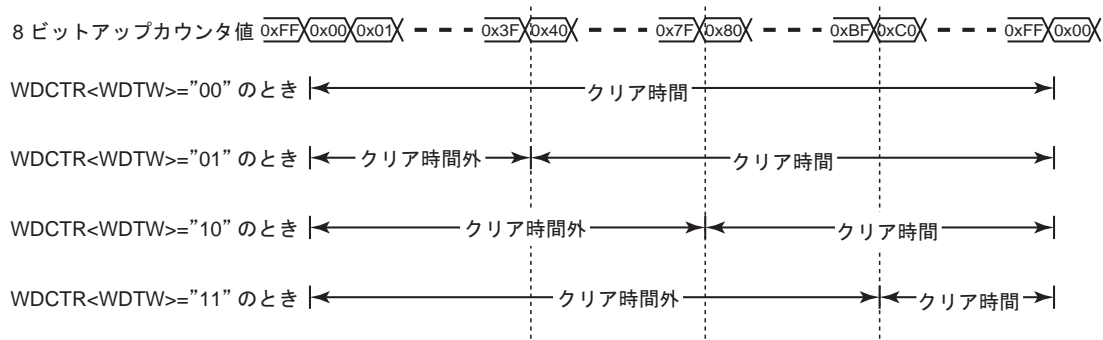 8 ビットアップカウンタ値 0xFF 0x00 0x01 0x3F 0x40 0x7F 0x80 0xBF 0xC0 0xFF 0x00
WDCTR<WDTW>="00" のとき クリア時間
WDCTR<WDTW>="01" のとき クリア時間外 クリア時間
WDCTR<WDTW>="10" のとき クリア時間外 クリア時間
WDCTR<WDTW>="11" のとき クリア時間外 クリア時間